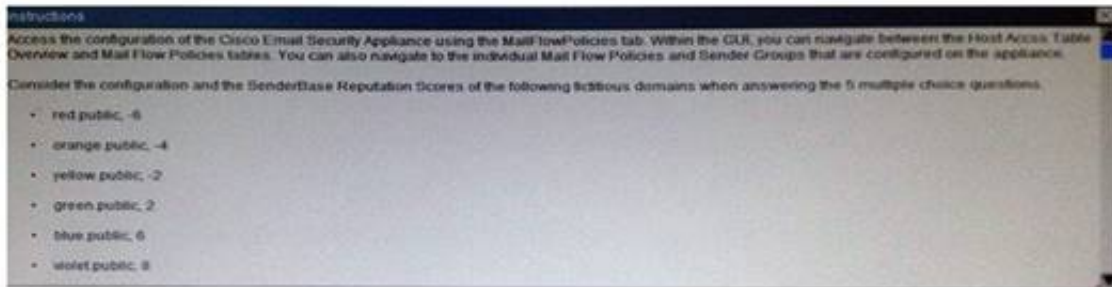 Instructions
Access the configuration of the Cisco Email Security Appliance using the MailFlowPolicies tab. Within the GUI, you can navigate between the Host Access Table
Overview and Mail Flow Policies tables. You can also navigate to the individual Mail Flow Policies and Sender Groups that are configured on the appliance.
Consider the configuration and the SenderBase Reputation Scores of the following fictitious domains when answering the 5 multiple choice questions.
• red.public, -6
• orange.public, -4
• yellow.public, -2
• green.public, 2
• blue.public, 6
• violet.public, 8